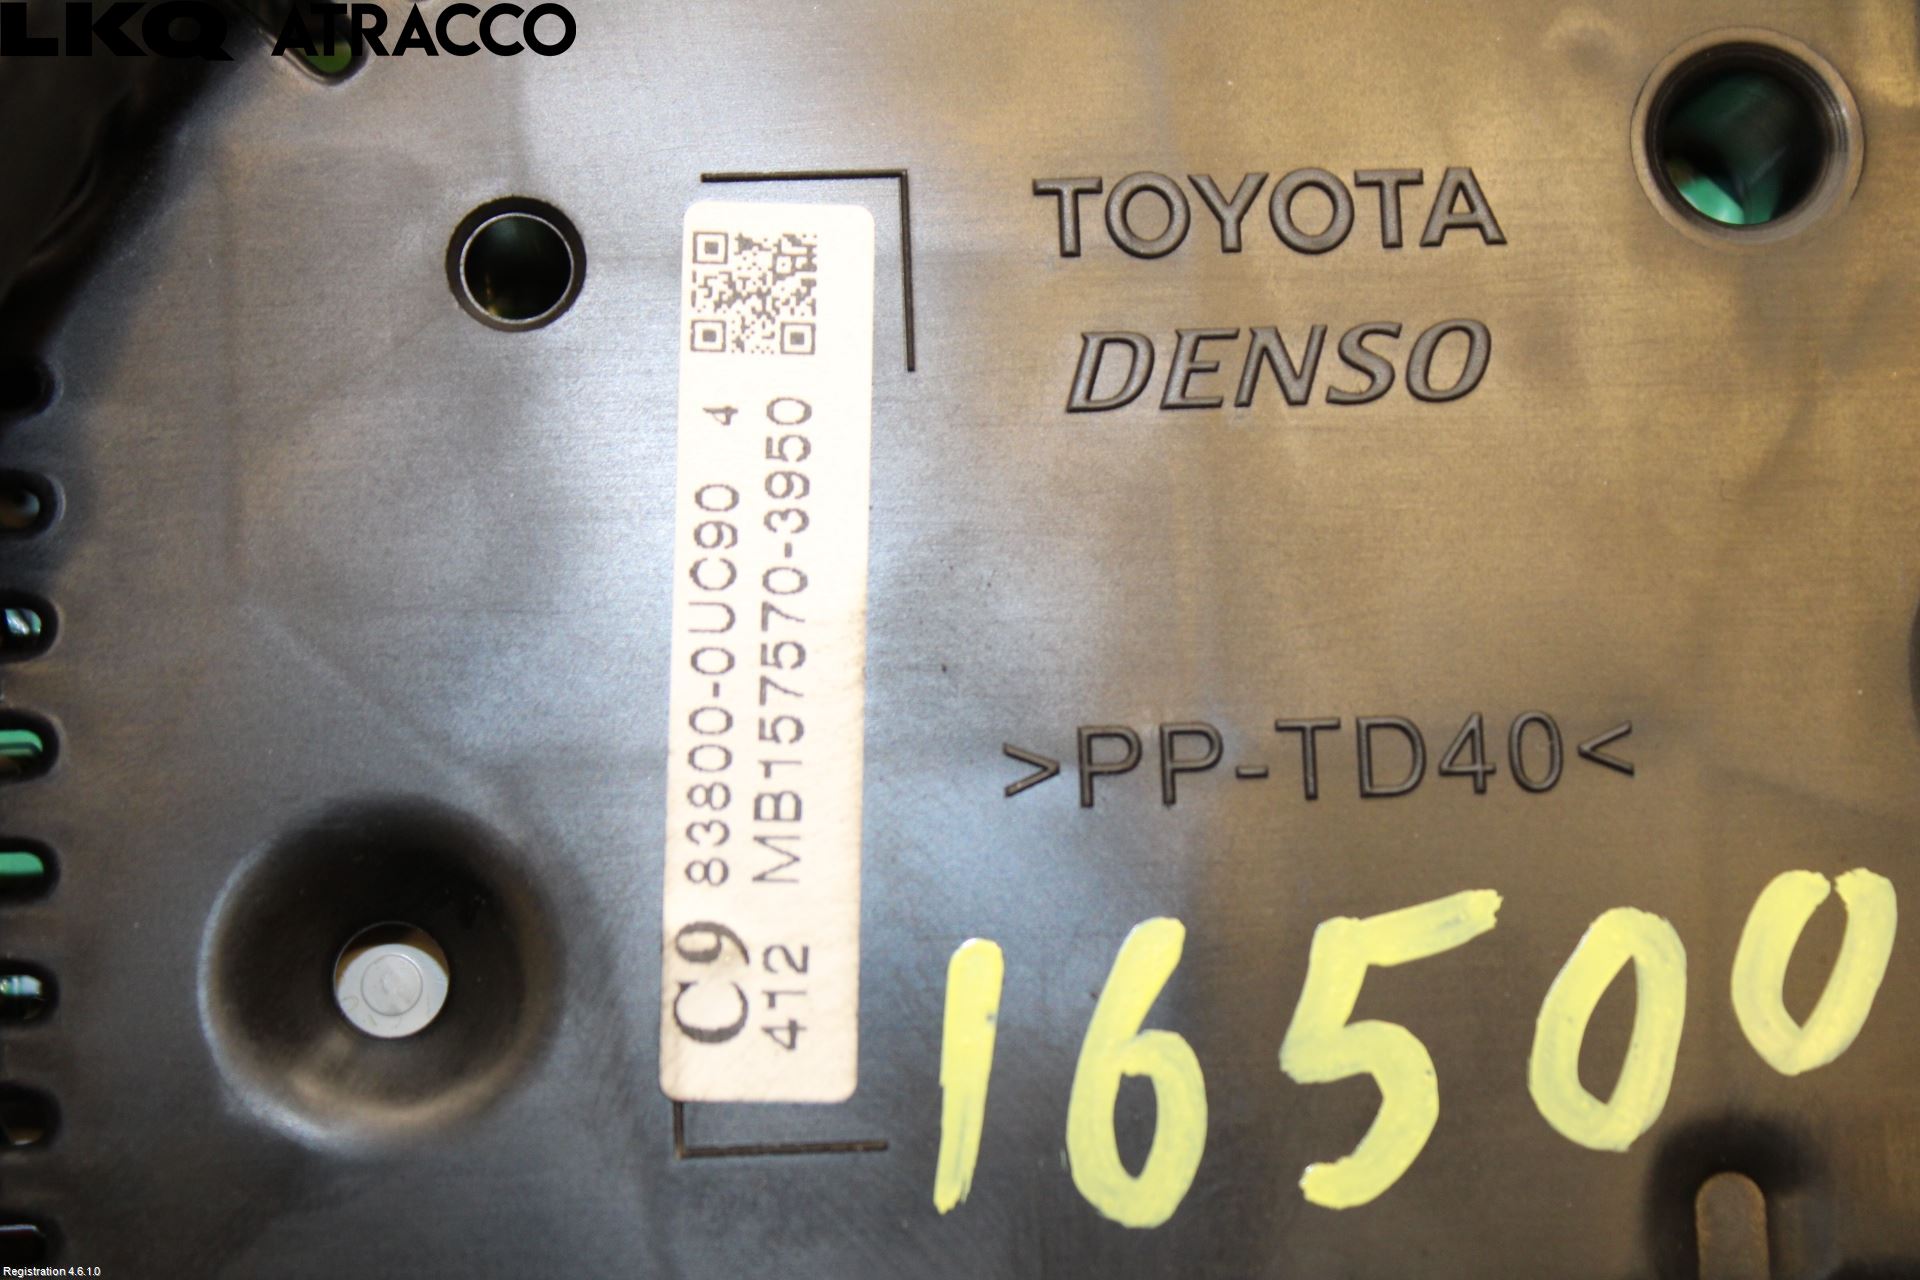 LKQ ATRACCO
TOYOTA
DENSO
C9 83800-0UC90 4
412 MB157570-3950
>PP-TD40<
16500
Registration 4.6.1.0